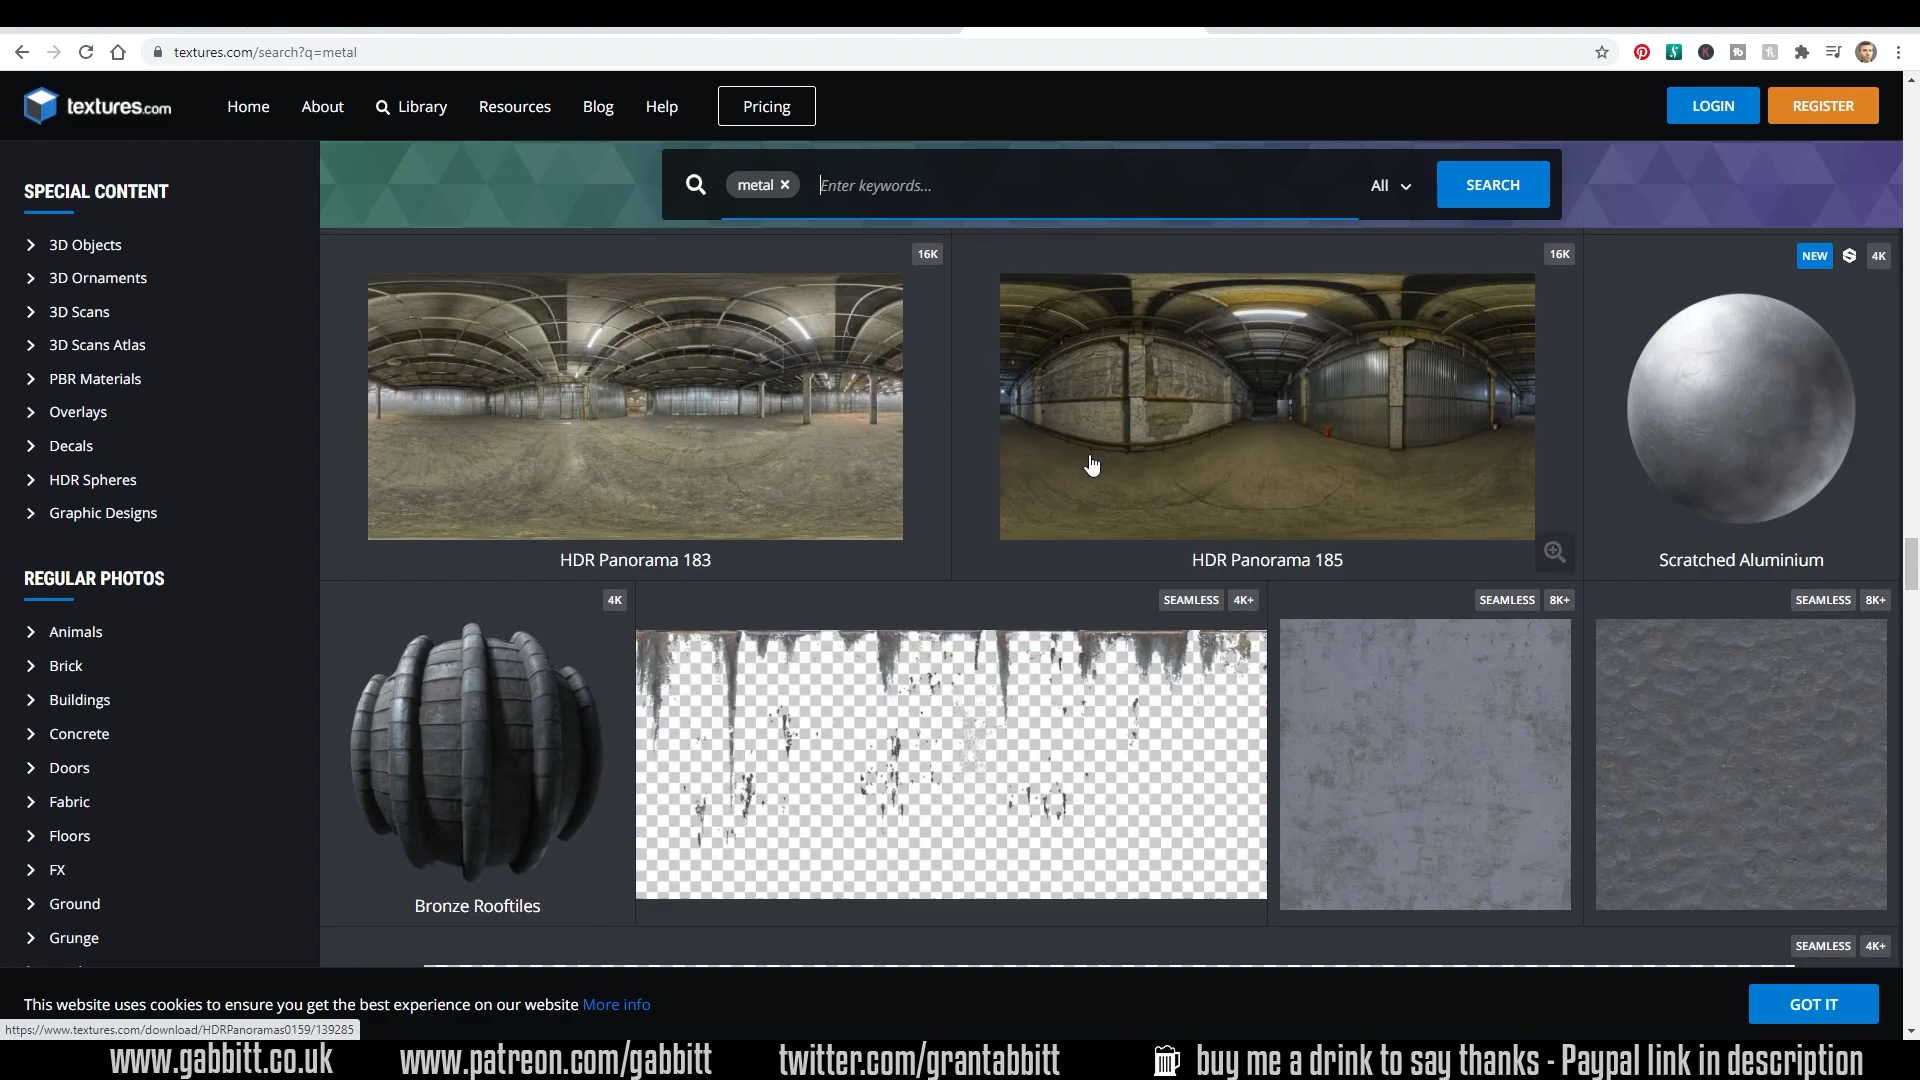 textures.com/search?q=metal
textures.com
Home
About
Library
Resources
Blog
Help
Pricing
LOGIN
REGISTER
metal
Enter keywords...
All
SEARCH
SPECIAL CONTENT
3D Objects
3D Ornaments
3D Scans
3D Scans Atlas
PBR Materials
Overlays
Decals
HDR Spheres
Graphic Designs
REGULAR PHOTOS
Animals
Brick
Buildings
Concrete
Doors
Fabric
Floors
FX
Ground
Grunge
16K
HDR Panorama 183
16K
HDR Panorama 185
NEW
4K
Scratched Aluminium
4K
Bronze Rooftiles
SEAMLESS 4K+
SEAMLESS 8K+
SEAMLESS 8K+
SEAMLESS 4K+
This website uses cookies to ensure you get the best experience on our website More info
GOT IT
https://www.textures.com/download/HDRPanoramas0159/139285
www.gabbitt.co.uk
www.patreon.com/gabbitt
twitter.com/grantabbitt
buy me a drink to say thanks - Paypal link in description